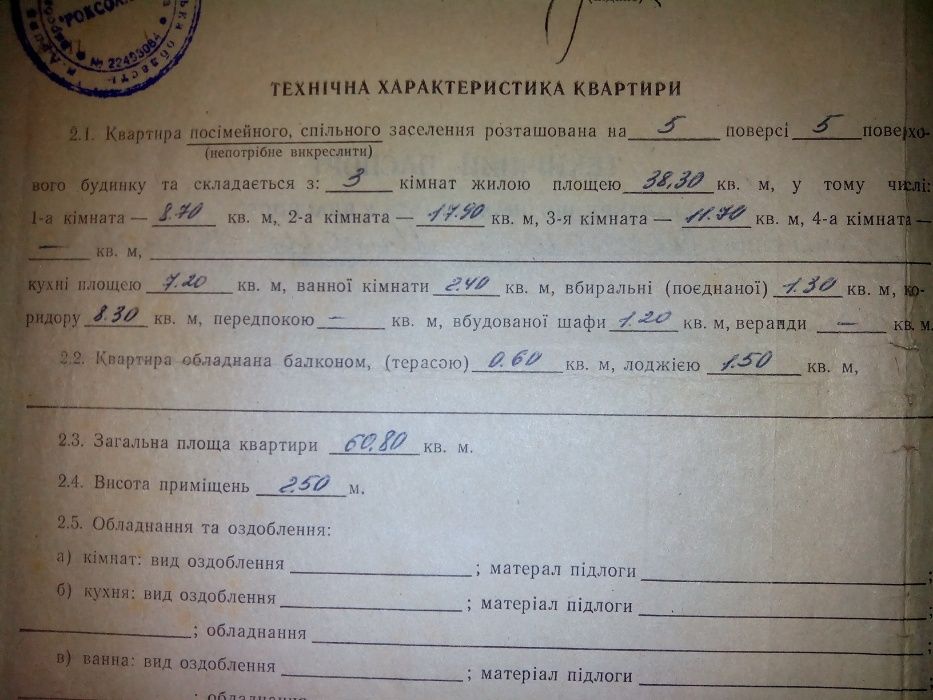 "РОКСОЛ
№ 22493084
область
ТЕХНІЧНА ХАРАКТЕРИСТИКА КВАРТИРИ
2.1. Квартира посімейного, спільного заселення розташована на 5 поверсі 5 поверхо-
(непотрібне викреслити)
вого будинку та складається з: 3 кімнат жилою площею 38,30 кв. м, у тому числі:
1-а кімната — 8.70 кв. м, 2-а кімната — 17.90 кв. м, 3-я кімната — 11.70 кв. м, 4-а кімната —
— кв. м,
кухні площею 7.20 кв. м, ванної кімнати 2.40 кв. м, вбиральні (поєднаної) 1.30 кв. м, ко-
ридору 8.30 кв. м, передпокою — кв. м, вбудованої шафи 1.20 кв. м, веранди — кв. м.
2.2. Квартира обладнана балконом, (терасою) 0.60 кв. м, лоджією 1.50 кв. м,
2.3. Загальна площа квартири 60.80 кв. м.
2.4. Висота приміщень 2.50 м.
2.5. Обладнання та оздоблення:
а) кімнат: вид оздоблення ; матерал підлоги ;
б) кухня: вид оздоблення ; матеріал підлоги
; обладнання ;
в) ванна: вид оздоблення ; матеріал підлоги
; обладнання